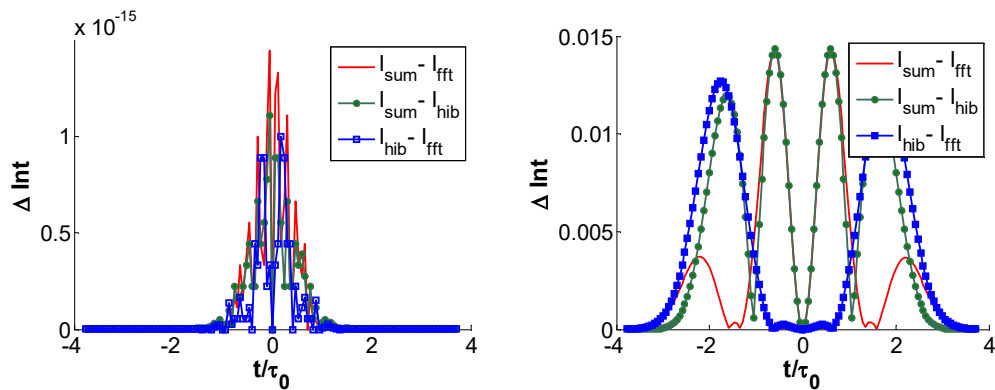 x 10^-15
1
0.5
0
Δ Int
-4 -2 0 2 4
t/τ_0
I_sum - I_fft
I_sum - I_hib
I_hib - I_fft
0.015
0.01
0.005
0
Δ Int
-4 -2 0 2 4
t/τ_0
I_sum - I_fft
I_sum - I_hib
I_hib - I_fft